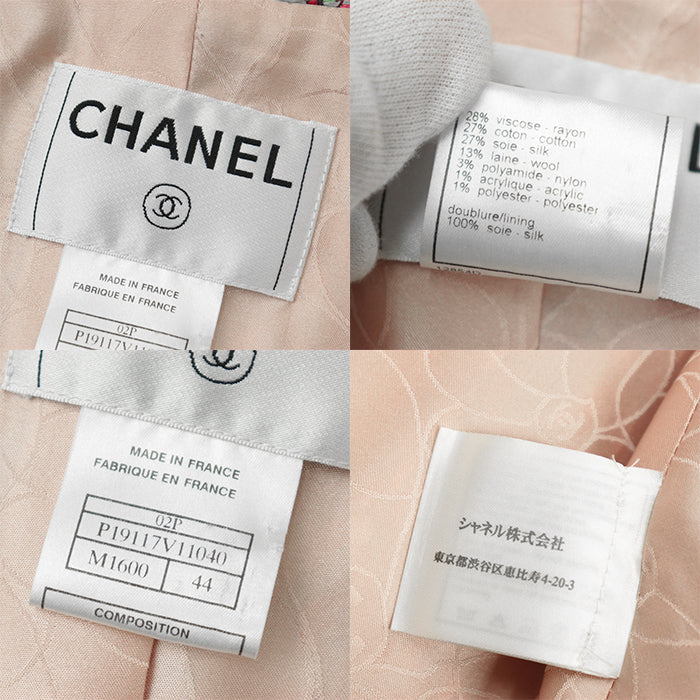 CHANEL
MADE IN FRANCE
FABRIQUE EN FRANCE
02P
28% viscose - rayon
27% coton - cotton
27% soie - silk
13% laine - wool
3% polyamide - nylon
1% acrylique - acrylic
1% polyester - polyester
doublure/lining
100% soie - silk
MADE IN FRANCE
FABRIQUE EN FRANCE
02P
P19117V11040
M1600 44
COMPOSITION
シャネル株式会社
東京都渋谷区恵比寿4-20-3